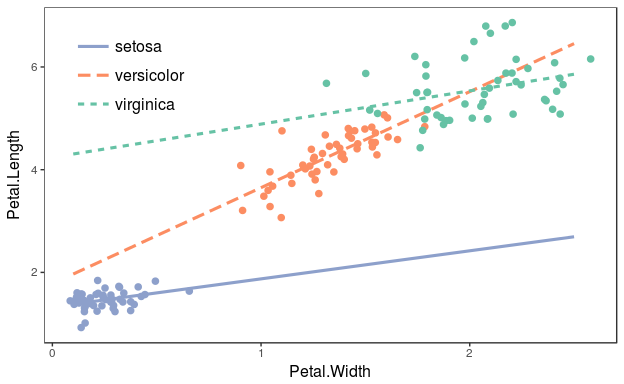 setosa
versicolor
virginica
6
4
2
Petal.Length
0
1
2
Petal.Width